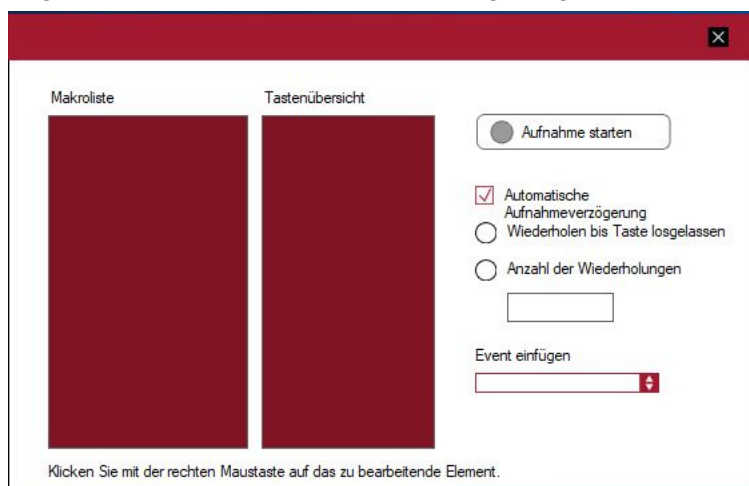 Makroliste
Tastenübersicht
Aufnahme starten
Automatische
Aufnahmeverzögerung
Wiederholen bis Taste losgelassen
Anzahl der Wiederholungen
Event einfügen
Klicken Sie mit der rechten Maustaste auf das zu bearbeitende Element.